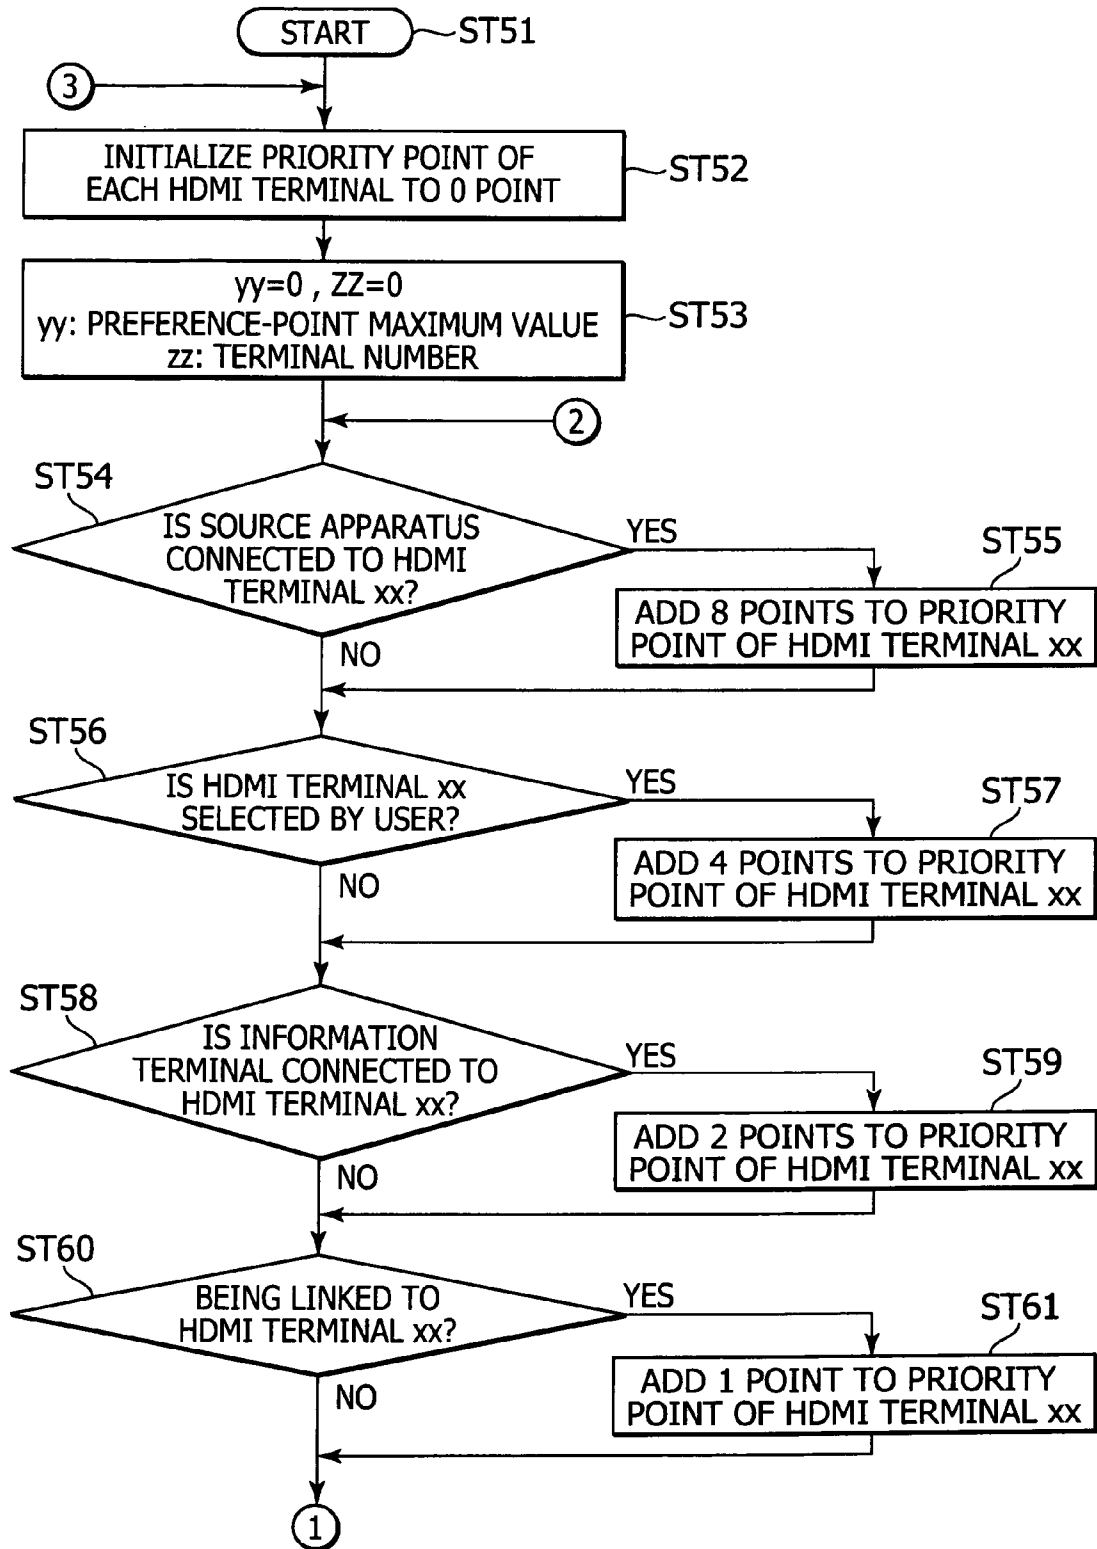 START
ST51
3
INITIALIZE PRIORITY POINT OF
EACH HDMI TERMINAL TO 0 POINT
ST52
yy=0 , ZZ=0
yy: PREFERENCE-POINT MAXIMUM VALUE
zz: TERMINAL NUMBER
ST53
2
ST54
IS SOURCE APPARATUS
CONNECTED TO HDMI
TERMINAL xx?
YES
ST55
ADD 8 POINTS TO PRIORITY
POINT OF HDMI TERMINAL xx
NO
ST56
IS HDMI TERMINAL xx
SELECTED BY USER?
YES
ST57
ADD 4 POINTS TO PRIORITY
POINT OF HDMI TERMINAL xx
NO
ST58
IS INFORMATION
TERMINAL CONNECTED TO
HDMI TERMINAL xx?
YES
ST59
ADD 2 POINTS TO PRIORITY
POINT OF HDMI TERMINAL xx
NO
ST60
BEING LINKED TO
HDMI TERMINAL xx?
YES
ST61
ADD 1 POINT TO PRIORITY
POINT OF HDMI TERMINAL xx
NO
1